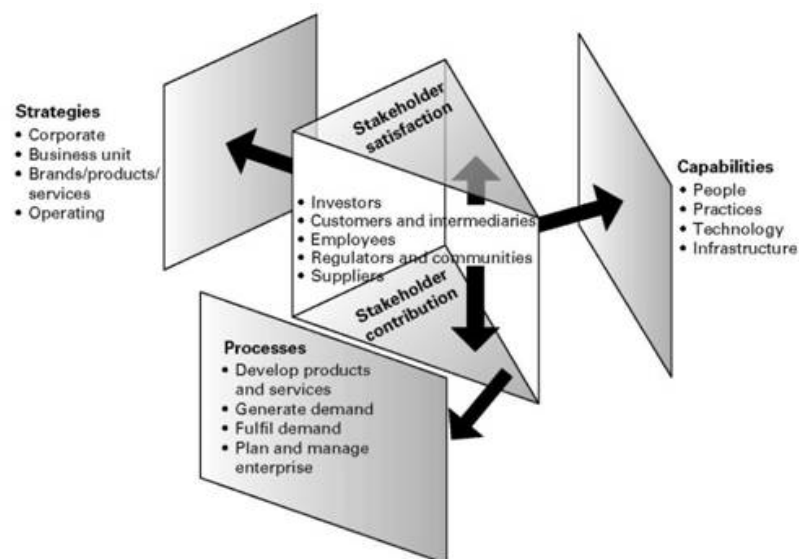 Strategies
• Corporate
• Business unit
• Brands/products/
services
• Operating
Stakeholder
satisfaction
• Investors
• Customers and intermediaries
• Employees
• Regulators and communities
• Suppliers
Stakeholder
contribution
Capabilities
• People
• Practices
• Technology
• Infrastructure
Processes
• Develop products
and services
• Generate demand
• Fulfil demand
• Plan and manage
enterprise